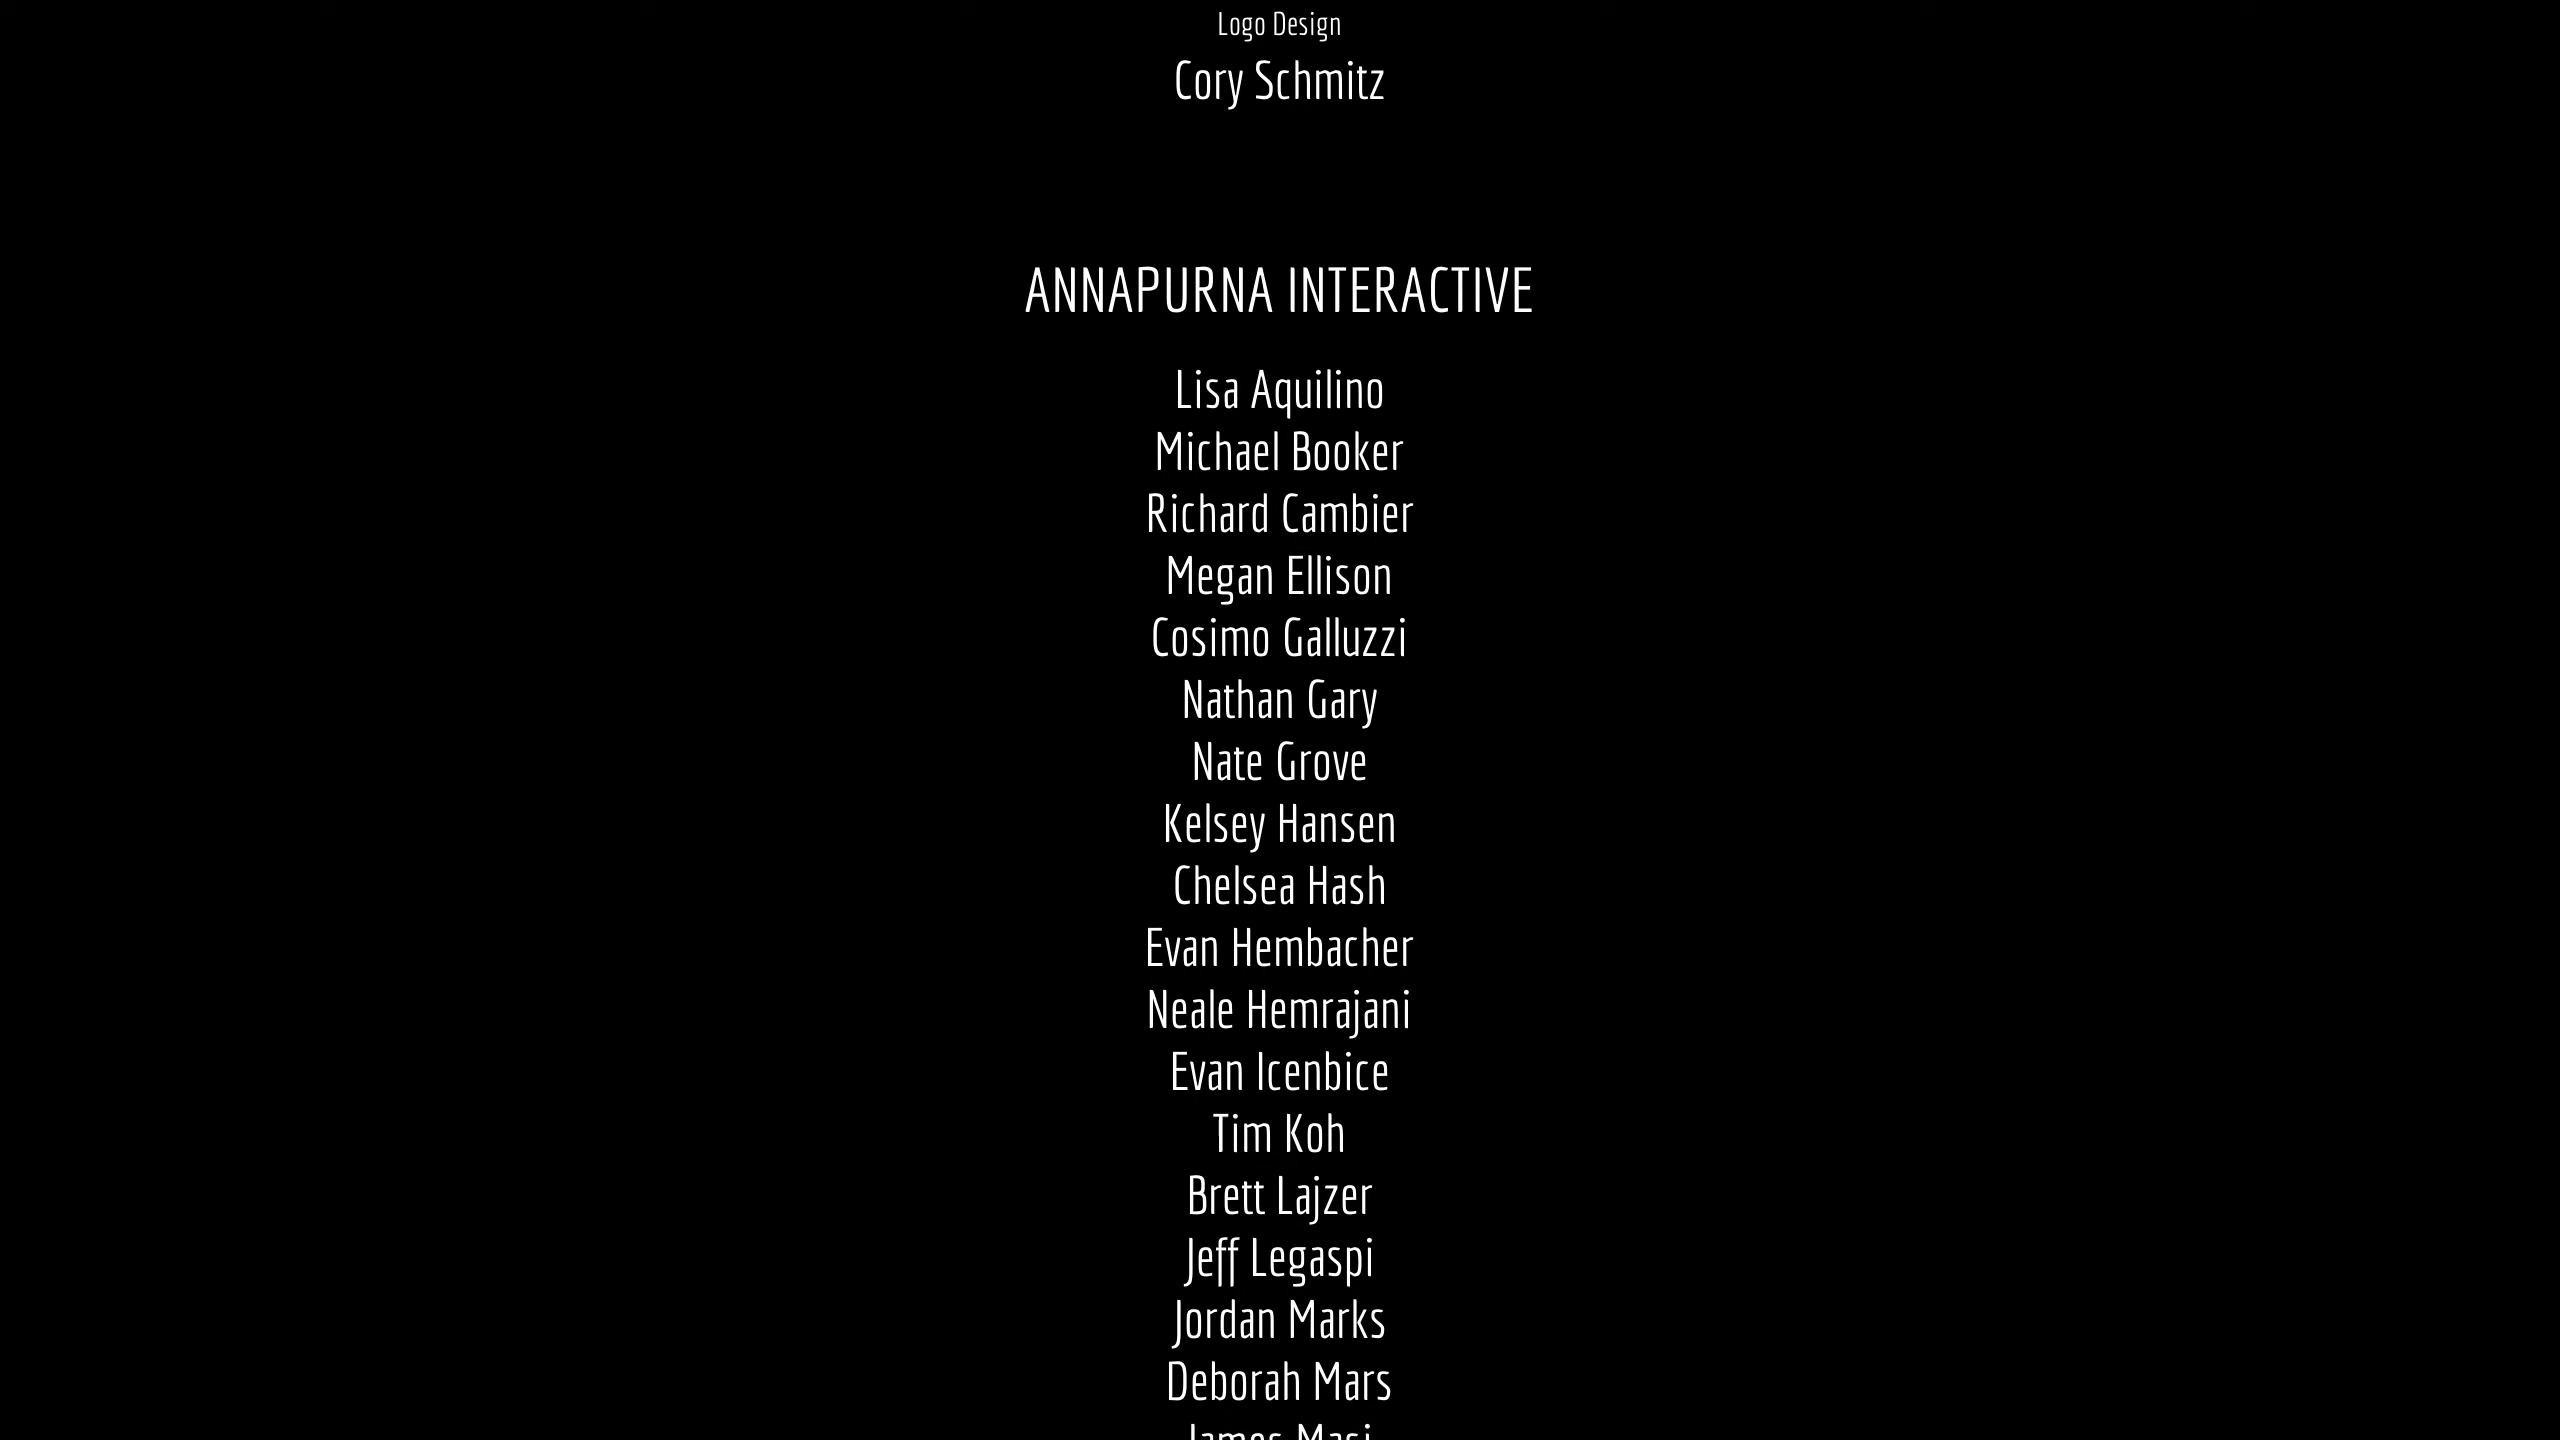 Logo Design
Cory Schmitz
ANNAPURNA INTERACTIVE
Lisa Aquilino
Michael Booker
Richard Cambier
Megan Ellison
Cosimo Galluzzi
Nathan Gary
Nate Grove
Kelsey Hansen
Chelsea Hash
Evan Hembacher
Neale Hemrajani
Evan Icenbice
Tim Koh
Brett Lajzer
Jeff Legaspi
Jordan Marks
Deborah Mars
James Masi